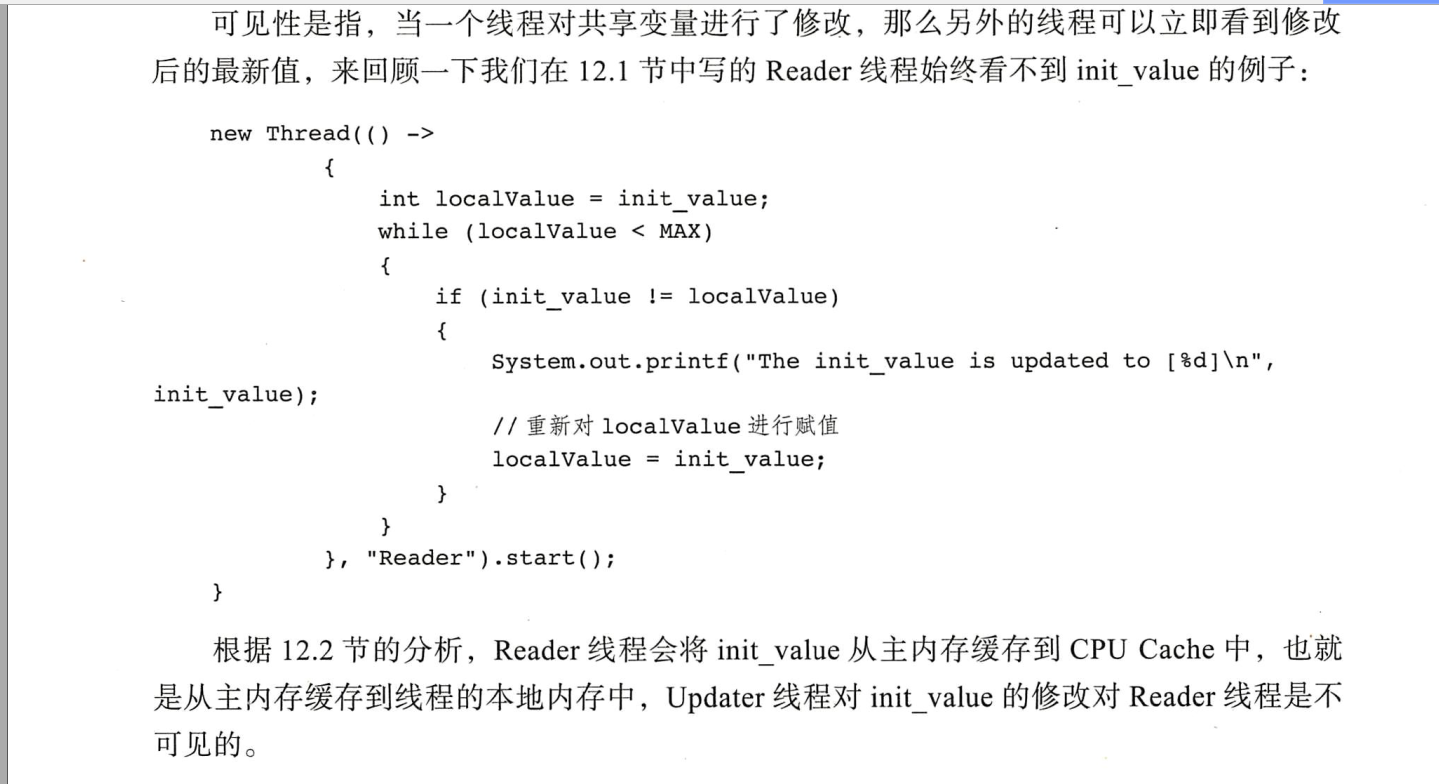 可见性是指，当一个线程对共享变量进行了修改，那么另外的线程可以立即看到修改
后的最新值，来回顾一下我们在 12.1 节中写的 Reader 线程始终看不到 init_value 的例子：
new Thread(() ->
{
int localValue = init_value;
while (localValue < MAX)
{
if (init_value != localValue)
{
System.out.printf("The init_value is updated to [%d]\n",
init_value);
// 重新对 localValue 进行赋值
localValue = init_value;
}
}
}, "Reader").start();
}
根据 12.2 节的分析，Reader 线程会将 init_value 从主内存缓存到 CPU Cache 中，也就
是从主内存缓存到线程的本地内存中，Updater 线程对 init_value 的修改对 Reader 线程是不
可见的。